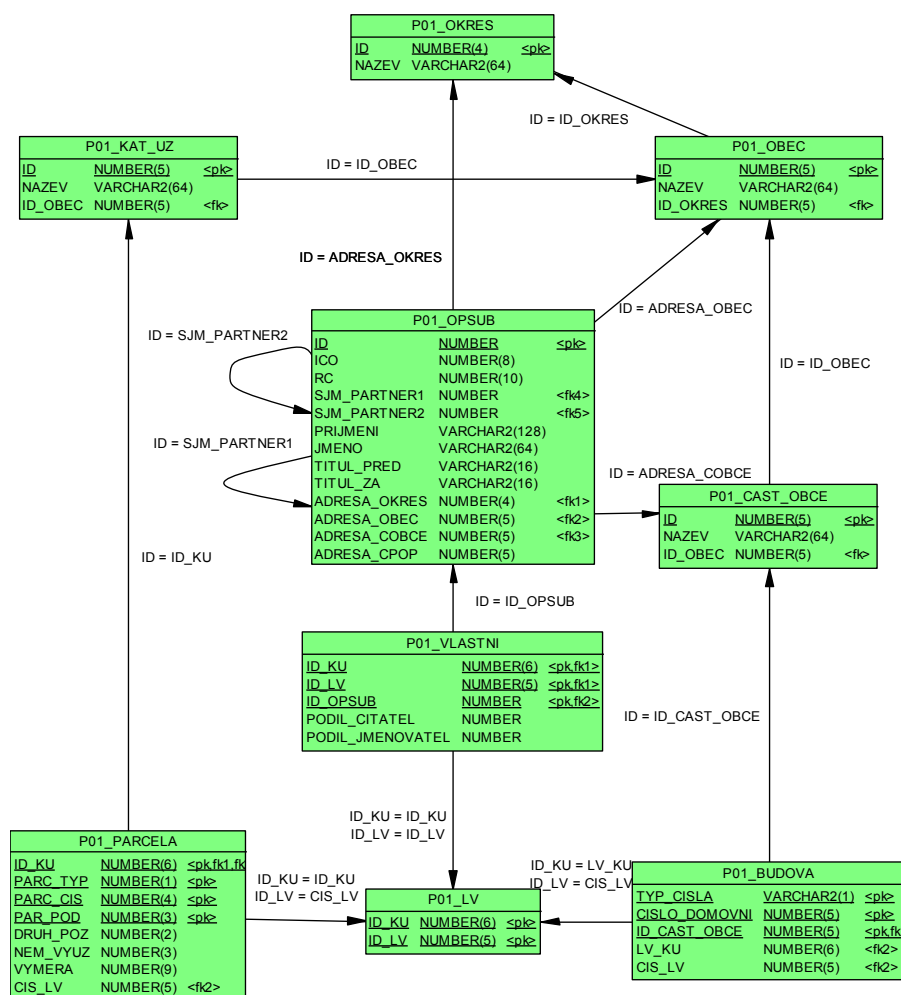 P01_OKRES
ID NUMBER(4) <pk>
NAZEV VARCHAR2(64)
ID = ID_OKRES
P01_KAT_UZ
ID NUMBER(5) <pk>
NAZEV VARCHAR2(64)
ID_OBEC NUMBER(5) <fk>
ID = ID_OBEC
P01_OBEC
ID NUMBER(5) <pk>
NAZEV VARCHAR2(64)
ID_OKRES NUMBER(5) <fk>
ID = ADRESA_OKRES
ID = ADRESA_OBEC
ID = SJM_PARTNER2
ID = SJM_PARTNER1
P01_OPSUB
ID NUMBER <pk>
ICO NUMBER(8)
RC NUMBER(10)
SJM_PARTNER1 NUMBER <fk4>
SJM_PARTNER2 NUMBER <fk5>
PRIJMENI VARCHAR2(128)
JMENO VARCHAR2(64)
TITUL_PRED VARCHAR2(16)
TITUL_ZA VARCHAR2(16)
ADRESA_OKRES NUMBER(4) <fk1>
ADRESA_OBEC NUMBER(5) <fk2>
ADRESA_COBCE NUMBER(5) <fk3>
ADRESA_CPOP NUMBER(5)
ID = ID_OBEC
ID = ADRESA_COBCE
P01_CAST_OBCE
ID NUMBER(5) <pk>
NAZEV VARCHAR2(64)
ID_OBEC NUMBER(5) <fk>
ID = ID_KU
ID = ID_OPSUB
P01_VLASTNI
ID_KU NUMBER(6) <pk,fk1>
ID_LV NUMBER(5) <pk,fk1>
ID_OPSUB NUMBER <pk,fk2>
PODIL_CITATEL NUMBER
PODIL_JMENOVATEL NUMBER
ID = ID_CAST_OBCE
ID_KU = ID_KU
ID_LV = ID_LV
P01_PARCELA
ID_KU NUMBER(6) <pk,fk1,fk
PARC_TYP NUMBER(1) <pk>
PARC_CIS NUMBER(4) <pk>
PAR_POD NUMBER(3) <pk>
DRUH_POZ NUMBER(2)
NEM_VYUZ NUMBER(3)
VYMERA NUMBER(9)
CIS_LV NUMBER(5) <fk2>
ID_KU = ID_KU
ID_LV = CIS_LV
P01_LV
ID_KU NUMBER(6) <pk>
ID_LV NUMBER(5) <pk>
ID_KU = LV_KU
ID_LV = CIS_LV
P01_BUDOVA
TYP_CISLA VARCHAR2(1) <pk>
CISLO_DOMOVNI NUMBER(5) <pk>
ID_CAST_OBCE NUMBER(5) <pk,fk
LV_KU NUMBER(6) <fk2>
CIS_LV NUMBER(5) <fk2>